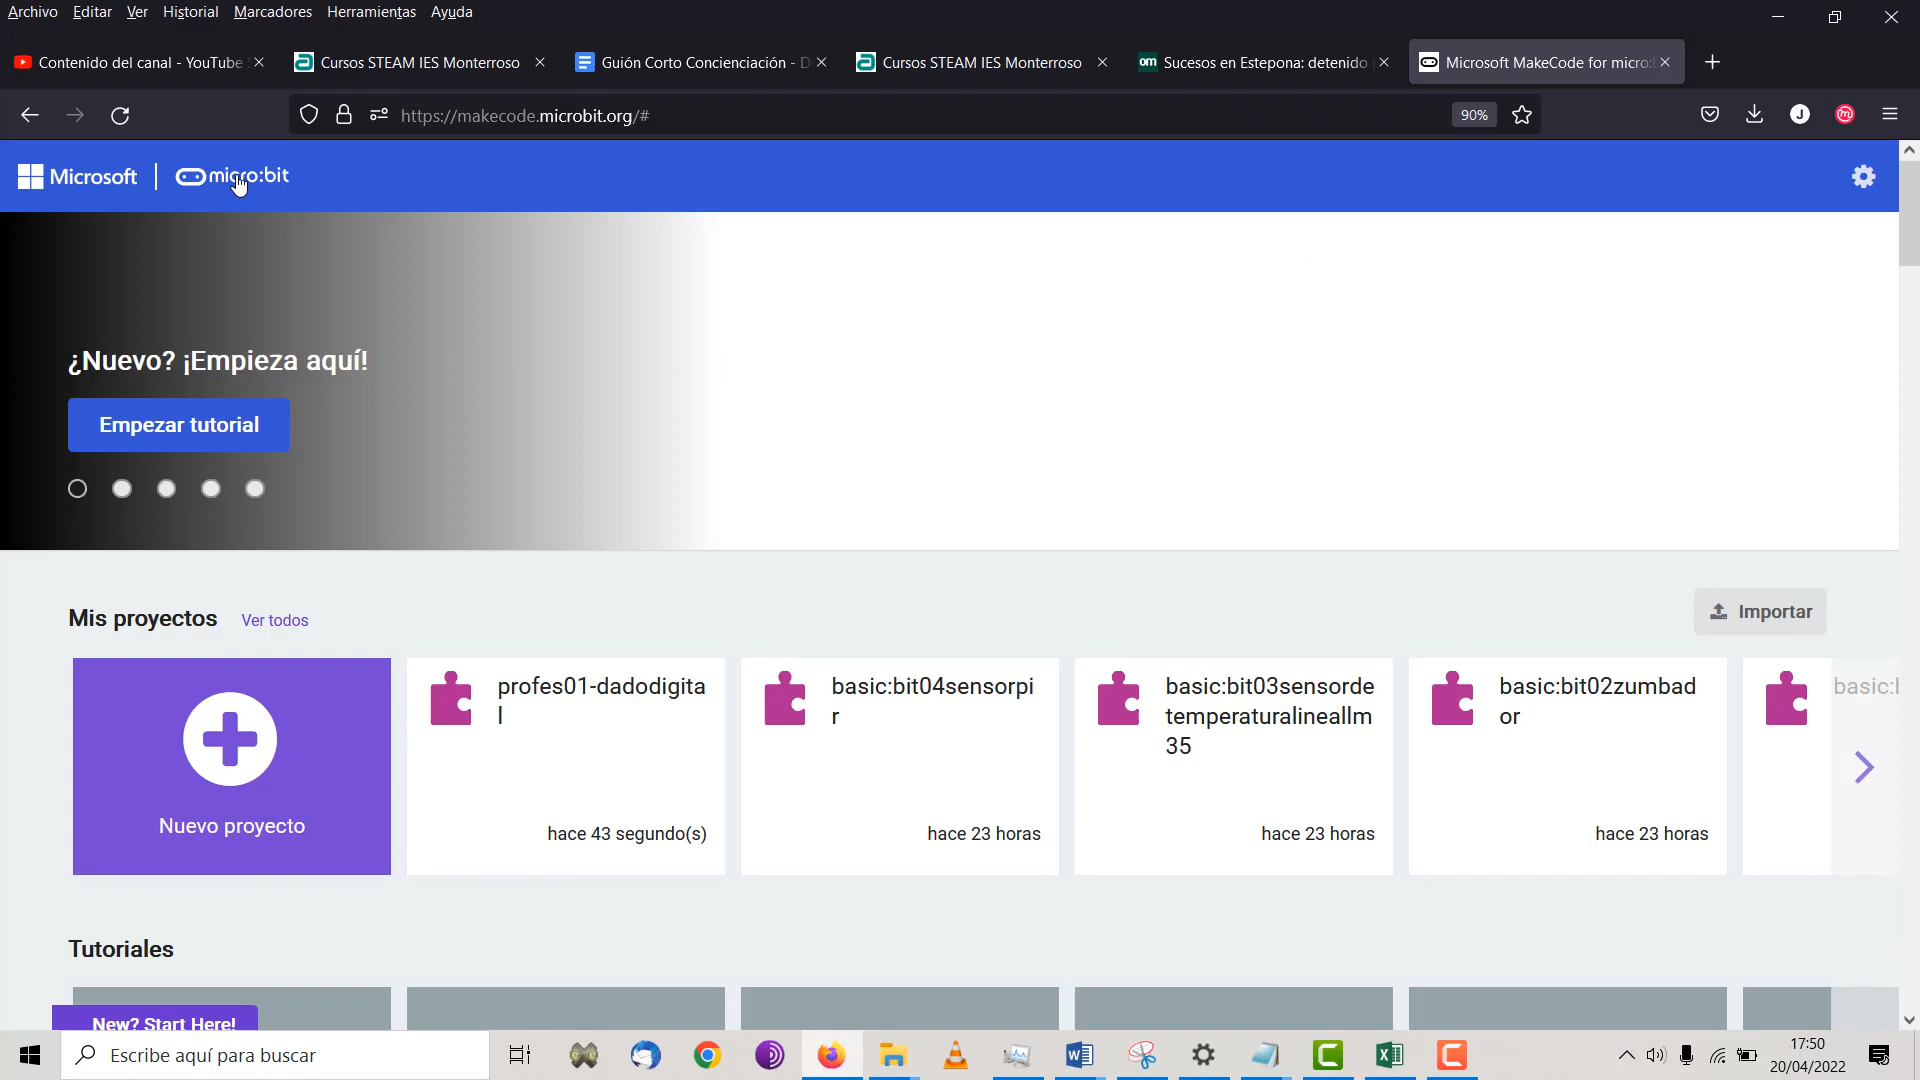 Archivo Editar Ver Historial Marcadores Herramientas Ayuda
Contenido del canal - YouTube
Cursos STEAM IES Monterroso
Guión Corto Concienciación - D
Cursos STEAM IES Monterroso
om Sucesos en Estepona: detenido
Microsoft MakeCode for micro:
https://makecode.microbit.org/#
90%
J
m
Microsoft | micro:bit
¿Nuevo? ¡Empieza aquí!
Empezar tutorial
Mis proyectos Ver todos
Importar
Nuevo proyecto
profes01-dadodigita
l
hace 43 segundo(s)
basic:bit04sensorpi
r
hace 23 horas
basic:bit03sensorde
temperaturalineallm
35
hace 23 horas
basic:bit02zumbad
or
hace 23 horas
basic:b
Tutoriales
New? Start Here!
Escribe aquí para buscar
17:50
20/04/2022